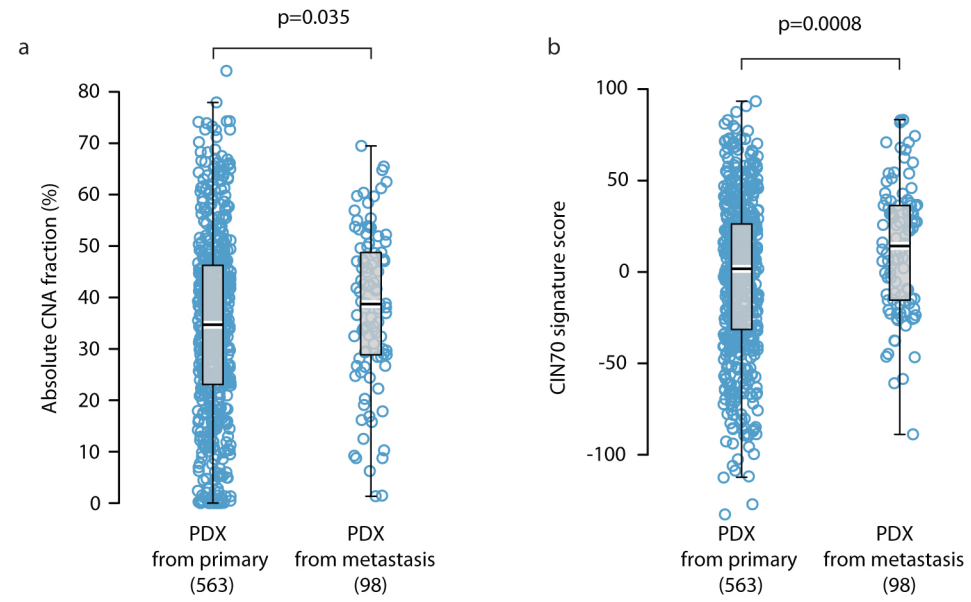 a
p=0.035
Absolute CNA fraction (%)
80
70
60
50
40
30
20
10
0
PDX
from primary
(563)
PDX
from metastasis
(98)
b
p=0.0008
CIN70 signature score
100
50
0
-50
-100
PDX
from primary
(563)
PDX
from metastasis
(98)